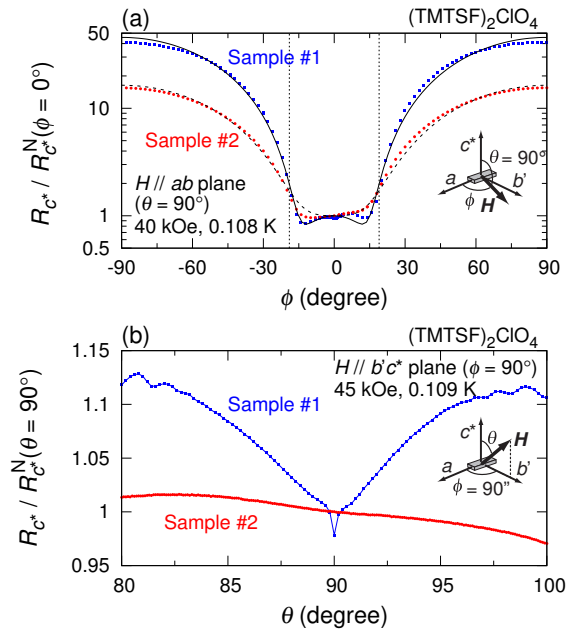 (a)
(TMTSF)2ClO4
50
10
1
0.5
Sample #1
Sample #2
H // ab plane
(θ = 90°)
40 kOe, 0.108 K
c*
θ = 90°
a
b'
ϕ
H
Rc* / RNc*(ϕ = 0°)
-90 -60 -30 0 30 60 90
ϕ (degree)
(b)
(TMTSF)2ClO4
1.15
1.1
1.05
1
0.95
H // b'c* plane (ϕ = 90°)
45 kOe, 0.109 K
Sample #1
Sample #2
c*
θ
H
a
b'
ϕ = 90"
Rc* / RNc*(θ = 90°)
80 85 90 95 100
θ (degree)